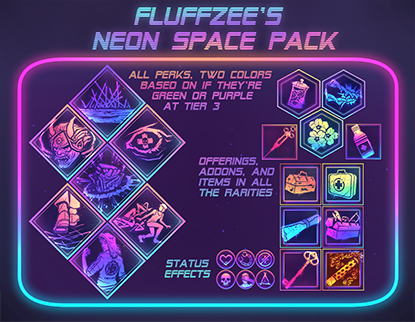 FLUFFZEE'S
NEON SPACE PACK
ALL PERKS, TWO COLORS
BASED ON IF THEY'RE
GREEN OR PURPLE
AT TIER 3
OFFERINGS,
ADDONS, AND
ITEMS IN ALL
THE RARITIES
STATUS
EFFECTS